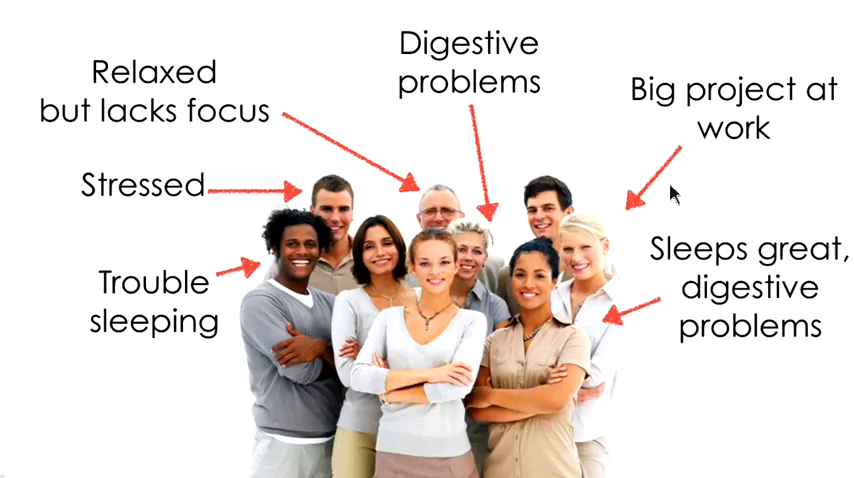 Digestive
problems
Relaxed
but lacks focus
Big project at
work
Stressed
Sleeps great,
digestive
problems
Trouble
sleeping